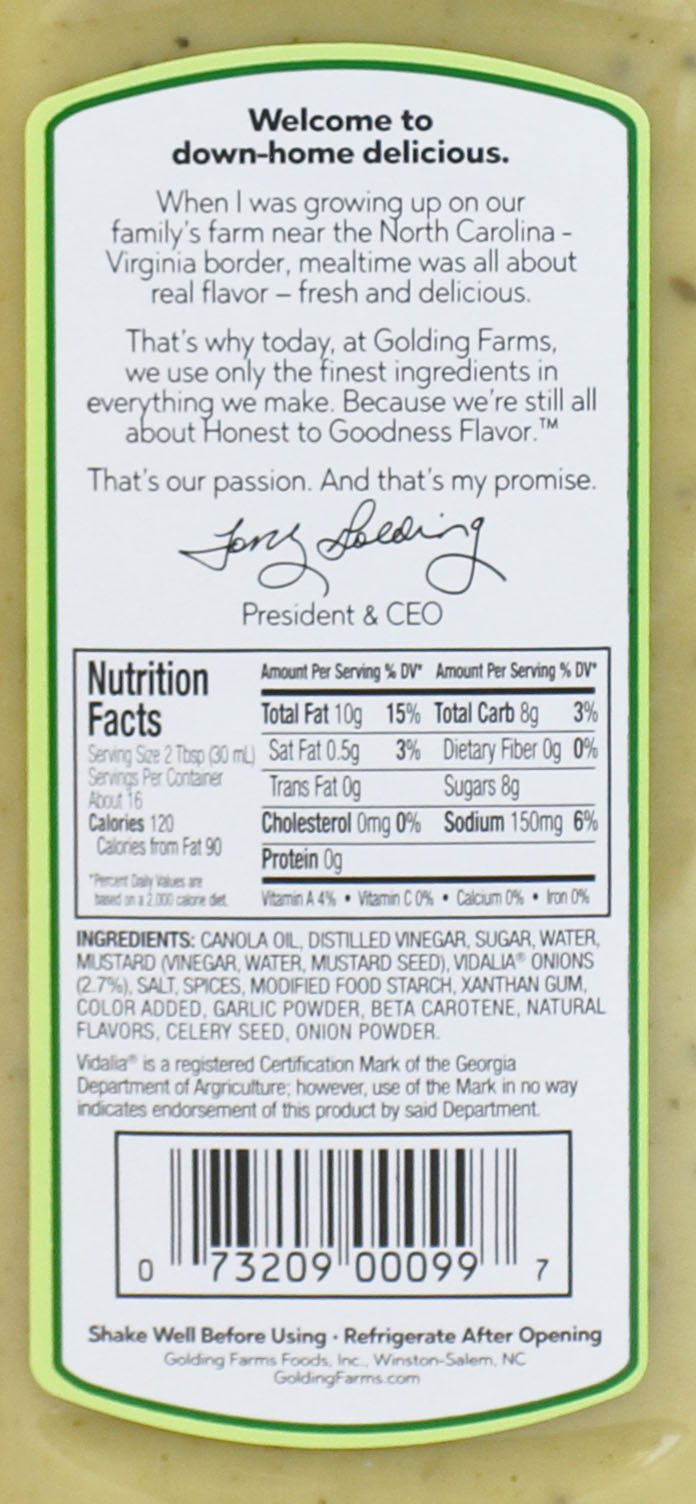 Welcome to
down-home delicious.
When I was growing up on our
family's farm near the North Carolina -
Virginia border, mealtime was all about
real flavor – fresh and delicious.
That's why today, at Golding Farms,
we use only the finest ingredients in
everything we make. Because we're still all
about Honest to Goodness Flavor.™
That's our passion. And that's my promise.
Tony Golding
President & CEO
Nutrition
Facts
Serving Size 2 Tbsp (30 mL)
Servings Per Container
About 16
Calories 120
Calories from Fat 90
*Percent Daily Values are
based on a 2,000 calorie diet.
Amount Per Serving % DV* Amount Per Serving % DV*
Total Fat 10g 15% Total Carb 8g 3%
Sat Fat 0.5g 3% Dietary Fiber 0g 0%
Trans Fat 0g Sugars 8g
Cholesterol 0mg 0% Sodium 150mg 6%
Protein 0g
Vitamin A 4% • Vitamin C 0% • Calcium 0% • Iron 0%
INGREDIENTS: CANOLA OIL, DISTILLED VINEGAR, SUGAR, WATER,
MUSTARD (VINEGAR, WATER, MUSTARD SEED), VIDALIA® ONIONS
(2.7%), SALT, SPICES, MODIFIED FOOD STARCH, XANTHAN GUM,
COLOR ADDED, GARLIC POWDER, BETA CAROTENE, NATURAL
FLAVORS, CELERY SEED, ONION POWDER.
Vidalia® is a registered Certification Mark of the Georgia
Department of Argriculture; however, use of the Mark in no way
indicates endorsement of this product by said Department.
0 73209 00099 7
Shake Well Before Using • Refrigerate After Opening
Golding Farms Foods, Inc., Winston-Salem, NC
GoldingFarms.com